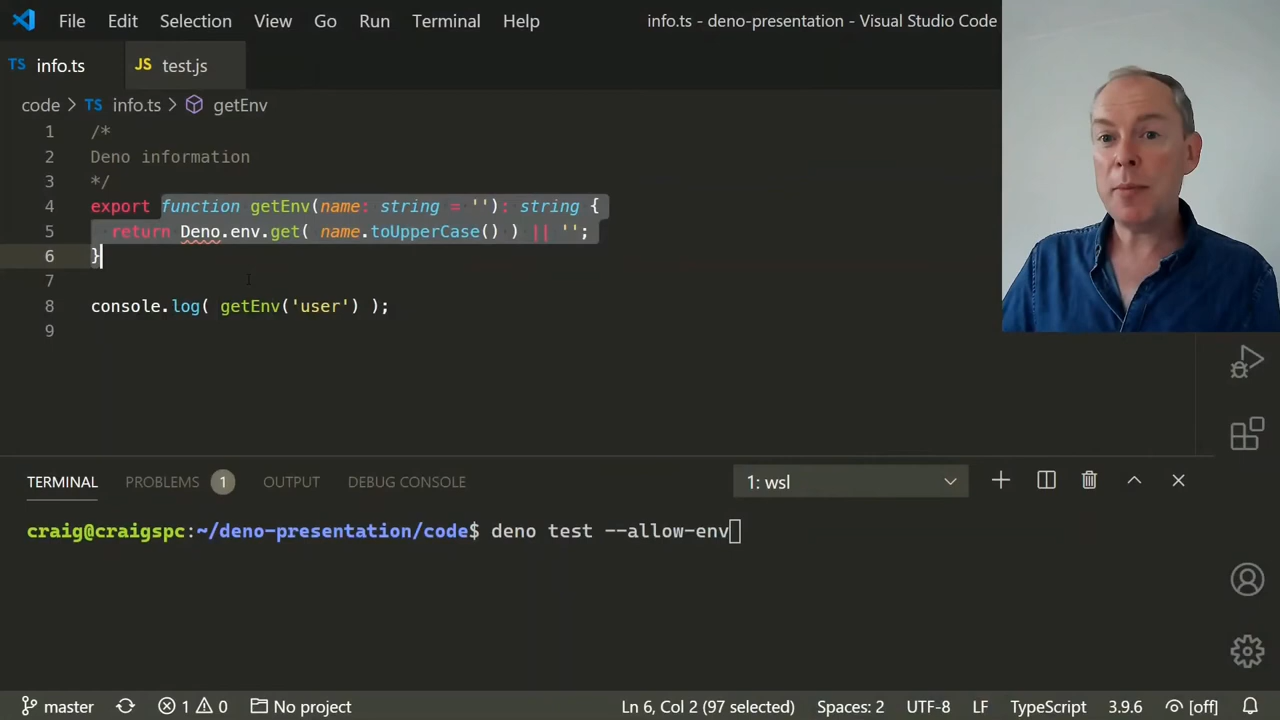 File Edit Selection View Go Run Terminal Help info.ts - deno-presentation - Visual Studio Code
TS info.ts JS test.js
code > TS info.ts > getEnv
1 /*
2 Deno information
3 */
4 export function getEnv(name: string = ''): string {
5 return Deno.env.get( name.toUpperCase() ) || '';
6 }
7
8 console.log( getEnv('user') );
9
TERMINAL PROBLEMS 1 OUTPUT DEBUG CONSOLE 1: wsl
craig@craigspc:~/deno-presentation/code$ deno test --allow-env
master 1 0 No project Ln 6, Col 2 (97 selected) Spaces: 2 UTF-8 LF TypeScript 3.9.6 [off]